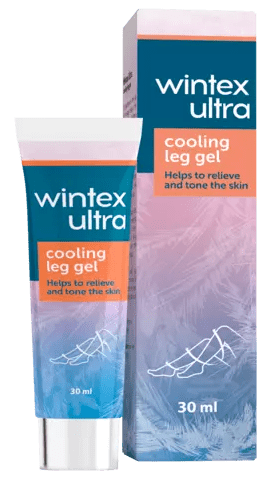 wintex
ultra
cooling
leg gel
Helps to relieve
and tone the skin
30 ml
wintex
ultra
cooling
leg gel
Helps to relieve
and tone the skin
30 ml